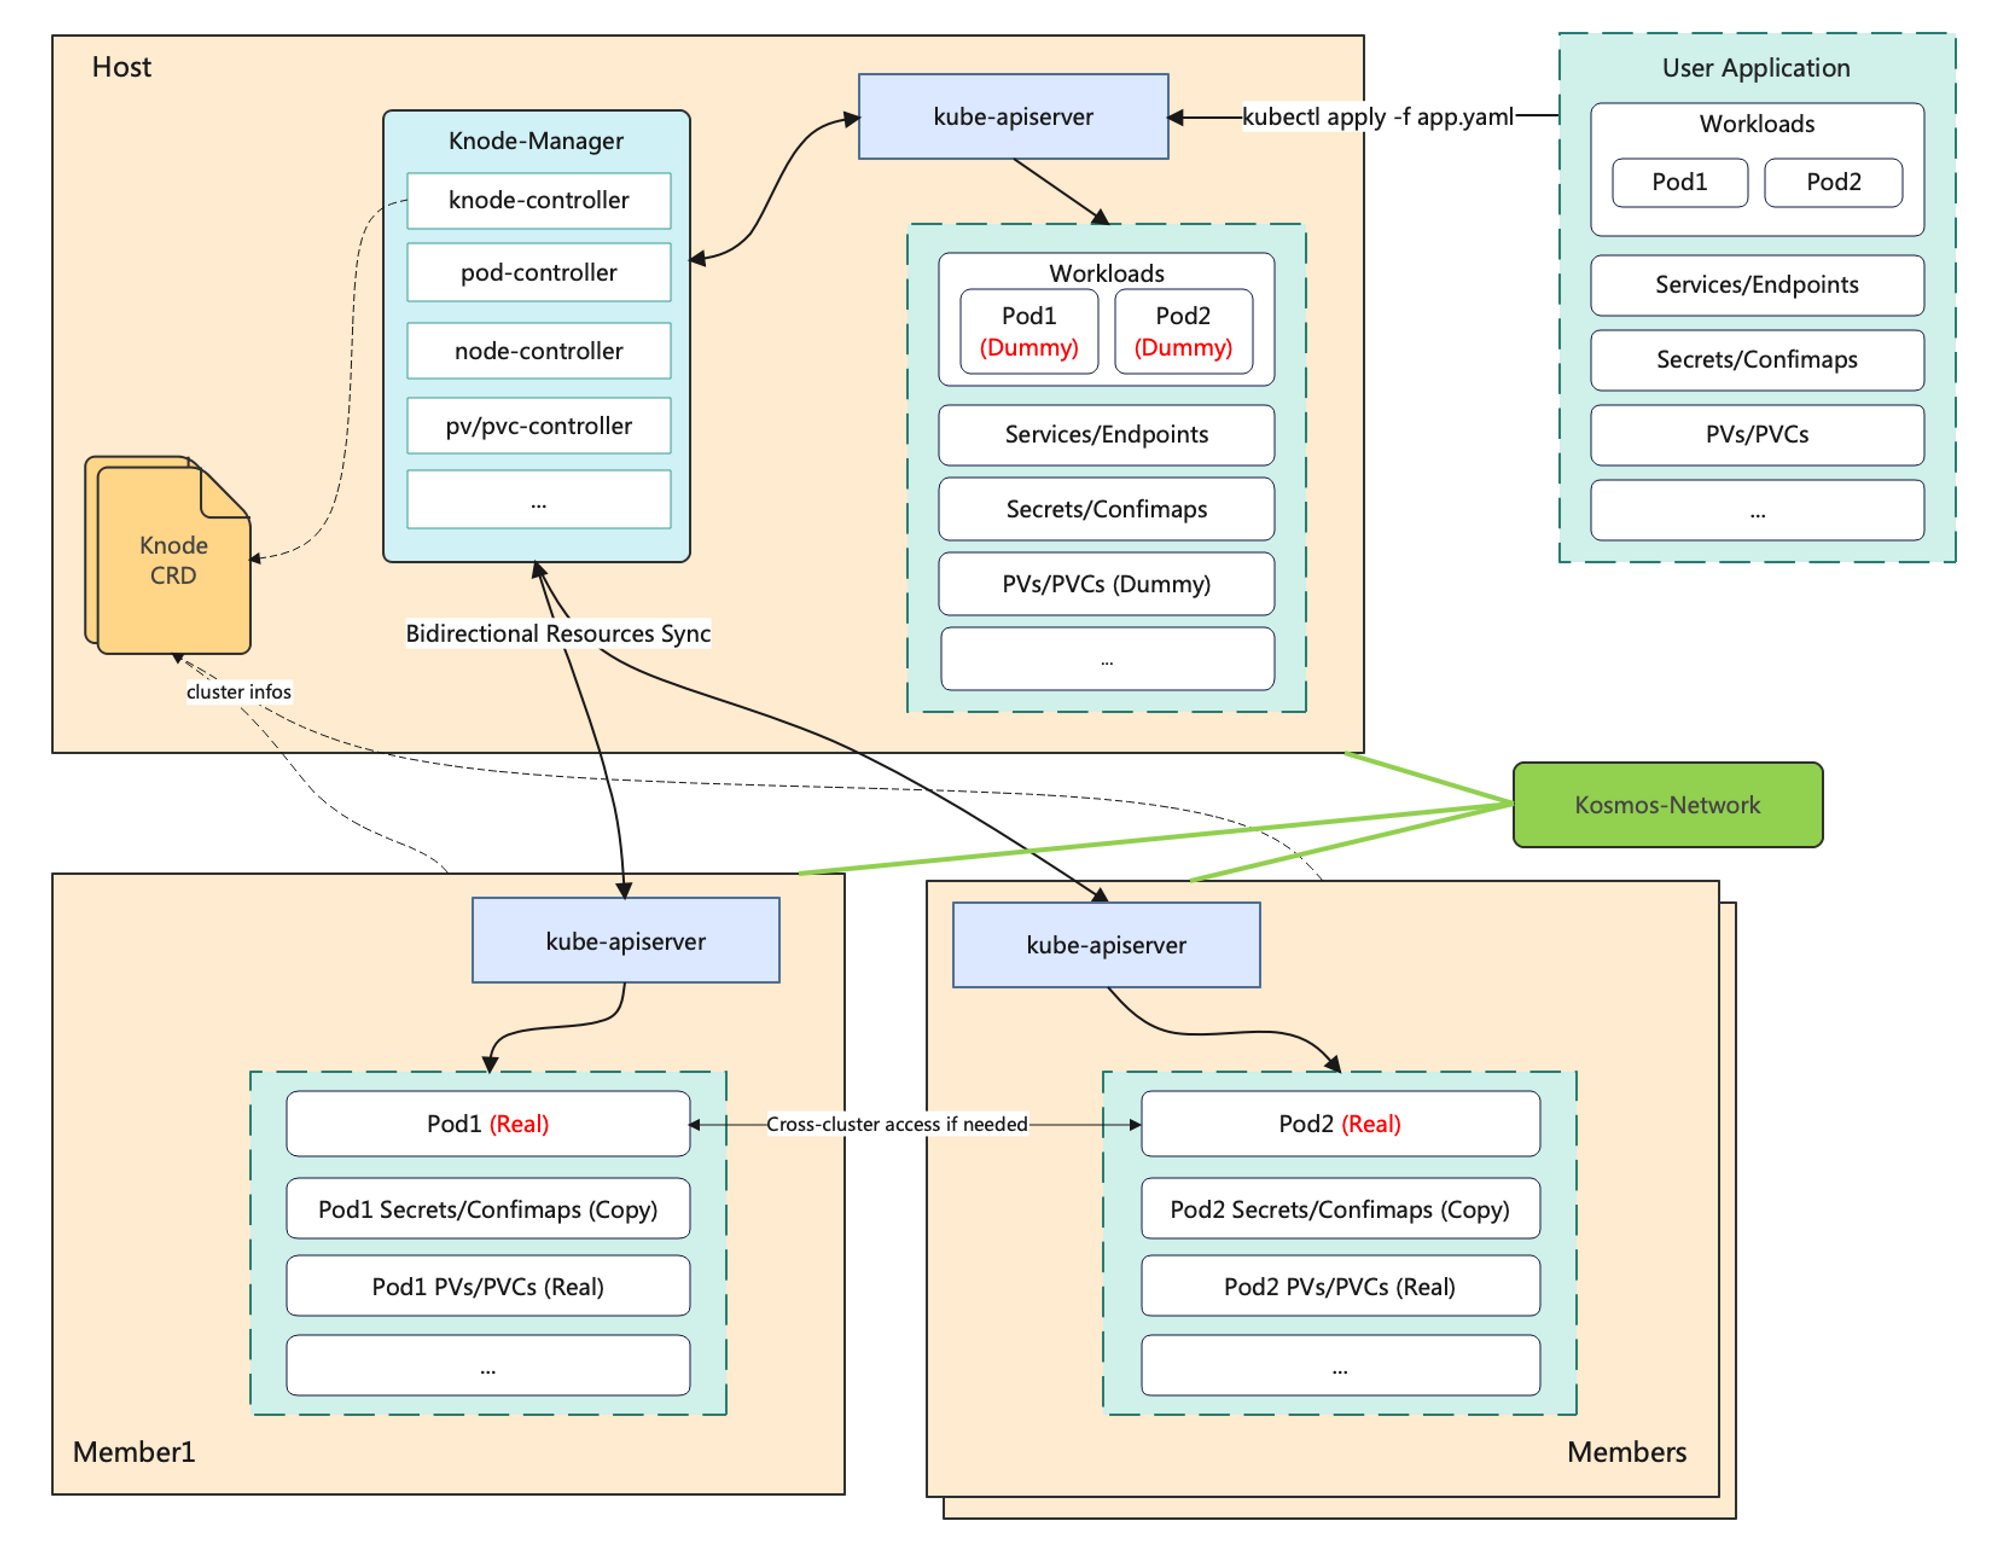 Host
Knode-Manager
knode-controller
pod-controller
node-controller
pv/pvc-controller
...
Knode
CRD
kube-apiserver
kubectl apply -f app.yaml
Workloads
Pod1
(Dummy)
Pod2
(Dummy)
Services/Endpoints
Secrets/Confimaps
PVs/PVCs (Dummy)
...
User Application
Workloads
Pod1
Pod2
Services/Endpoints
Secrets/Confimaps
PVs/PVCs
...
Bidirectional Resources Sync
cluster infos
Kosmos-Network
kube-apiserver
Pod1 (Real)
Pod1 Secrets/Confimaps (Copy)
Pod1 PVs/PVCs (Real)
...
Member1
Cross-cluster access if needed
kube-apiserver
Pod2 (Real)
Pod2 Secrets/Confimaps (Copy)
Pod2 PVs/PVCs (Real)
...
Members